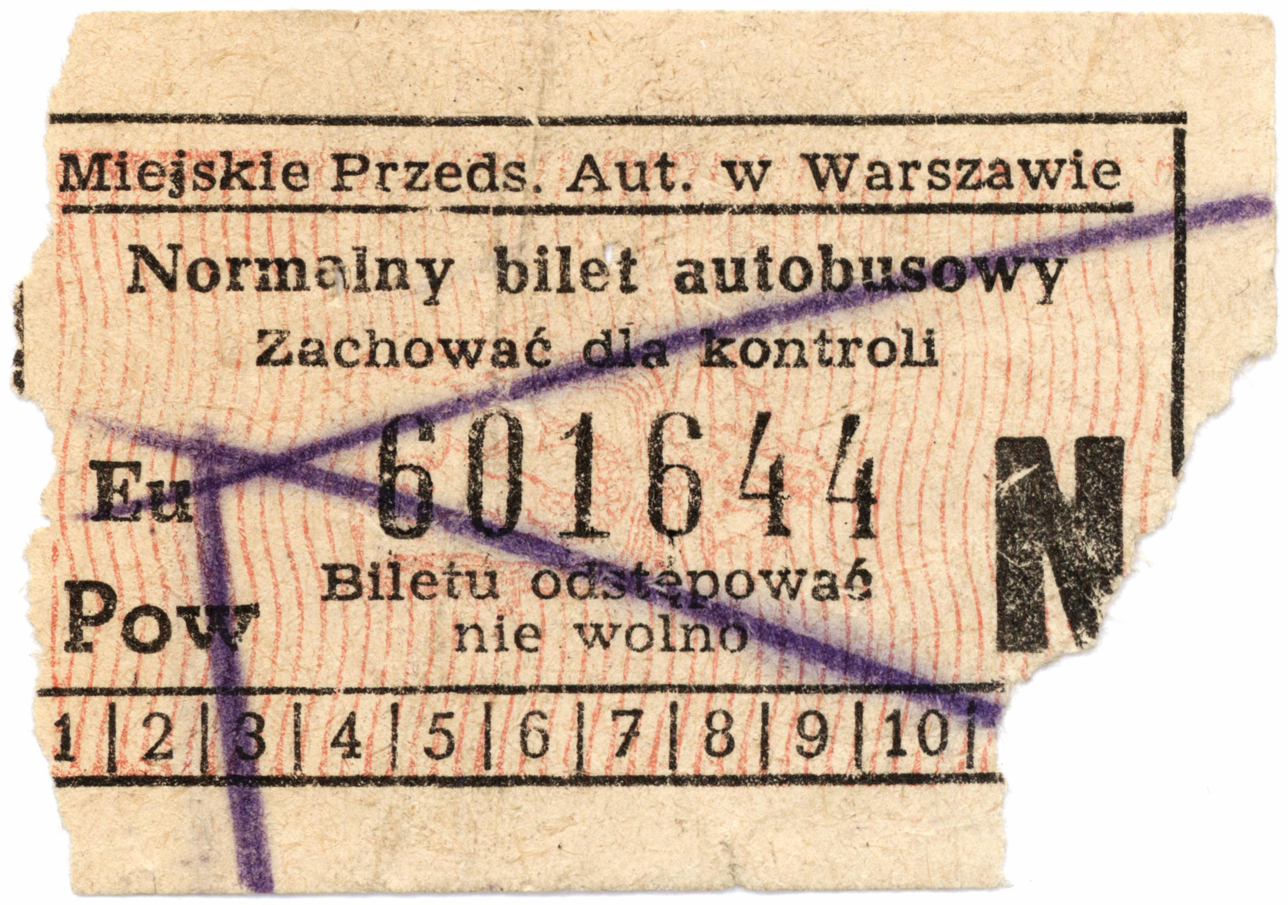 Miejskie Przeds. Aut. w Warszawie
Normalny bilet autobusowy
Zachować dla kontroli
Eu 601644 N
Pow Biletu odstępować
nie wolno
1 2 3 4 5 6 7 8 9 10